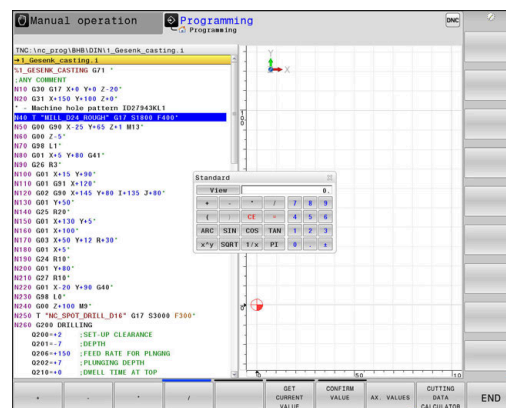 Manual operation
Programming
Programming
DNC
TNC:\nc_prog\BHB\DIN\1_Gesenk_casting.i
→1_Gesenk_casting.i
%1_GESENK_CASTING G71 *
;ANY COMMENT
N10 G30 G17 X+0 Y+0 Z-20*
N20 G31 X+150 Y+100 Z+0*
* - Machine hole pattern ID27943KL1
N40 T "MILL_D24_ROUGH" G17 S1800 F400*
N50 G00 G90 X-25 Y+65 Z+1 M13*
N60 G00 Z-5*
N70 G98 L1*
N80 G01 X+5 Y+80 G41*
N90 G26 R3*
N100 G01 X+15 Y+90*
N110 G01 G91 X+120*
N120 G02 G90 X+145 Y+80 I+135 J+80*
N130 G01 Y+50*
N140 G25 R20*
N150 G01 X+130 Y+5*
N160 G01 X+100*
N170 G03 X+50 Y+12 R+30*
N180 G01 X+5*
N190 G24 R10*
N200 G01 Y+80*
N210 G27 R10*
N220 G01 X-20 Y+90 G40*
N230 G98 L0*
N240 G00 Z+100 M9*
N250 T "NC_SPOT_DRILL_D16" G17 S3000 F300*
N260 G200 DRILLING
Q200=+2 ;SET-UP CLEARANCE
Q201=-7 ;DEPTH
Q206=+150 ;FEED RATE FOR PLNGNG
Q202=+7 ;PLUNGING DEPTH
Q210=+0 ;DWELL TIME AT TOP
Y
X
100
0
0
50
10
Standard
View 0.
+ - * / 7 8 9
( ) CE = 4 5 6
ARC SIN COS TAN 1 2 3
x^y SQRT 1/x PI 0 . ±
+ - * /
GET CURRENT VALUE
CONFIRM VALUE
AX. VALUES
CUTTING DATA CALCULATOR
END